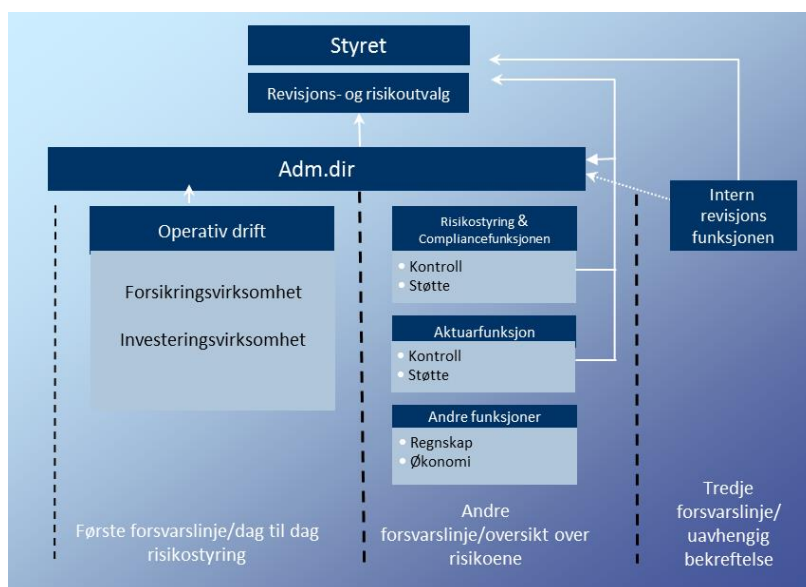 Styret
Revisjons- og risikoutvalg
Adm.dir
Intern
revisjons
funksjonen
Operativ drift
Forsikringsvirksomhet
Investeringsvirksomhet
Risikostyring &
Compliancefunksjonen
• Kontroll
• Støtte
Aktuarfunksjon
• Kontroll
• Støtte
Andre funksjoner
• Regnskap
• Økonomi
Første forsvarslinje/dag til dag
risikostyring
Andre
forsvarslinje/oversikt over
risikoene
Tredje
forsvarslinje/
uavhengig
bekreftelse